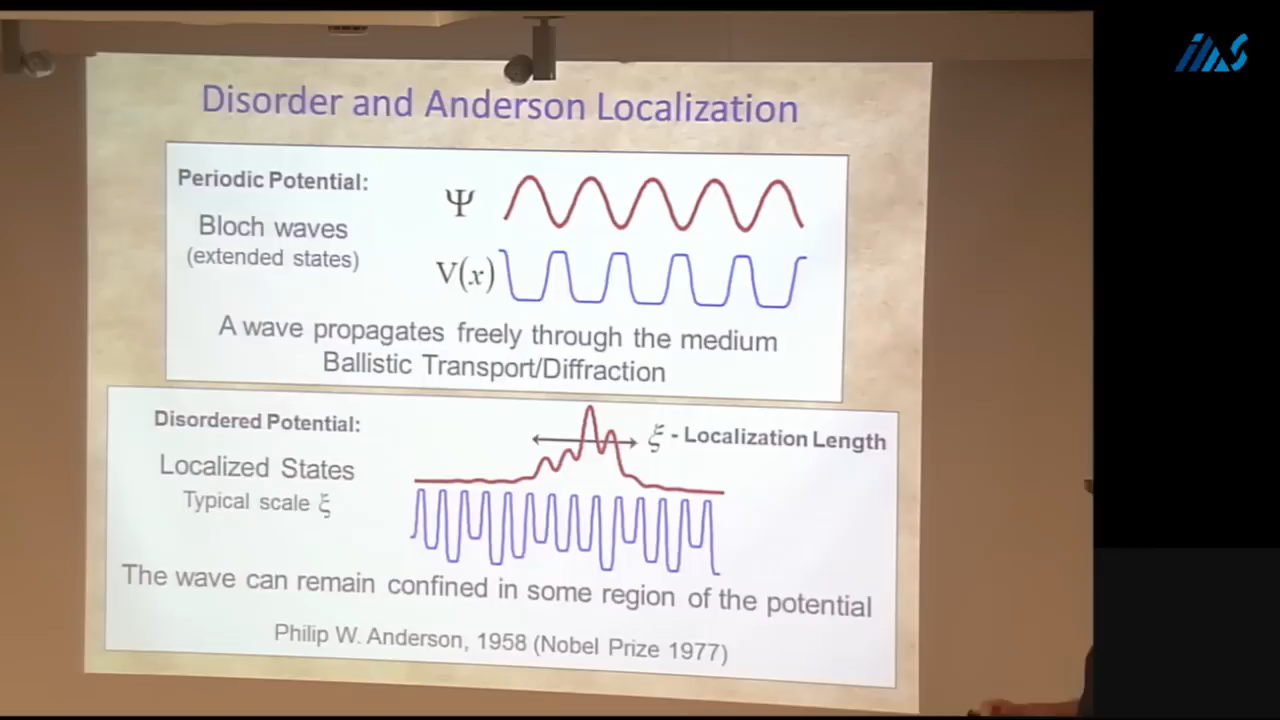 Disorder and Anderson Localization
Periodic Potential:
Bloch waves
(extended states)
Ψ
V(x)
A wave propagates freely through the medium
Ballistic Transport/Diffraction
Disordered Potential:
Localized States
Typical scale ξ
ξ - Localization Length
The wave can remain confined in some region of the potential
Philip W. Anderson, 1958 (Nobel Prize 1977)
iias